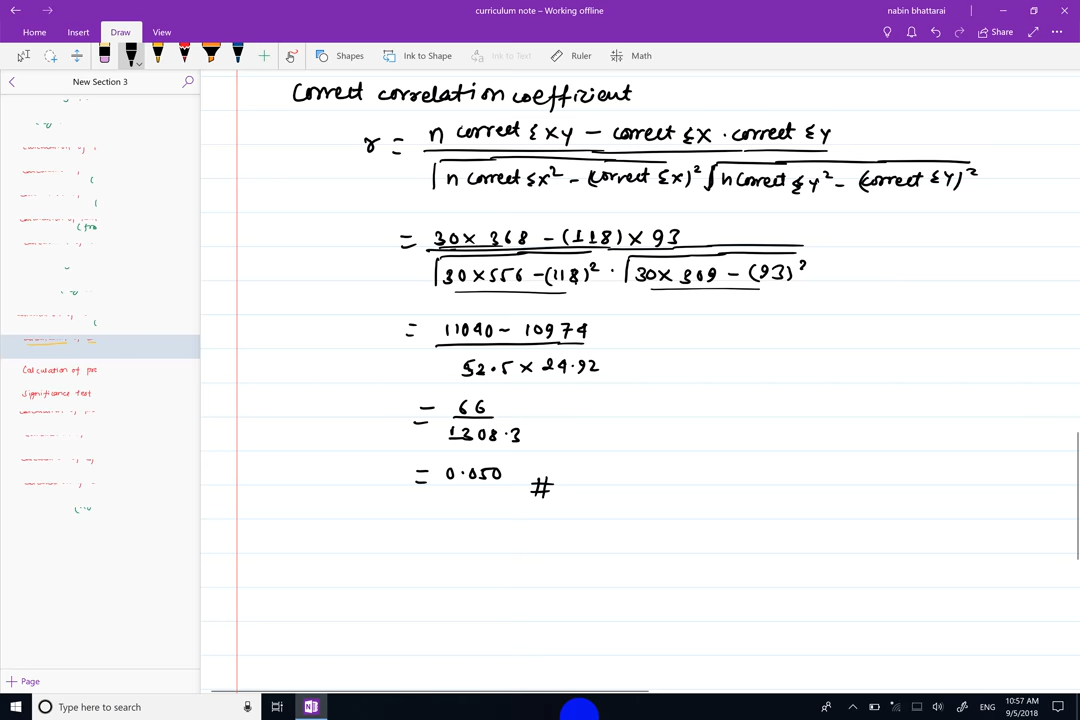 curriculum note – Working offline
nabin bhattarai
Home Insert Draw View
Share
Shapes Ink to Shape Ink to Text Ruler Math
New Section 3
Correct correlation coefficient
r = n correct Σxy − correct Σx . correct Σy
√n correct Σx² − (correct Σx)² √n correct Σy² − (correct Σy)²
= 30 × 368 − (118) × 93
√30 × 556 − (118)² . √30 × 309 − (93)²
= 11040 − 10974
52.5 × 24.92
= 66
1308.3
= 0.050 #
Calculation of pr
Significance test
+ Page
Type here to search
ENG
10:57 AM
9/5/2018